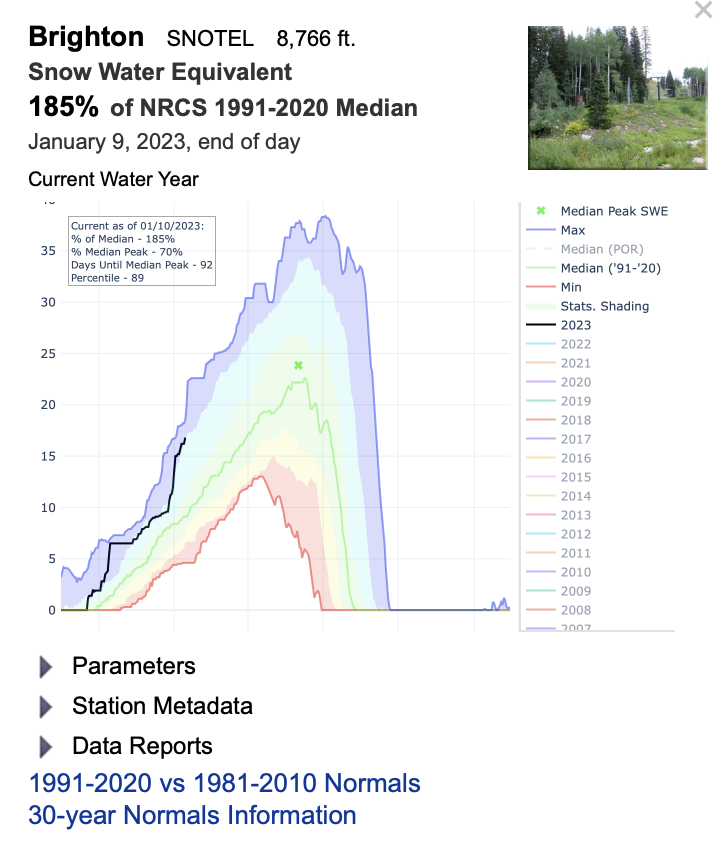 Brighton SNOTEL 8,766 ft.
Snow Water Equivalent
185% of NRCS 1991-2020 Median
January 9, 2023, end of day
Current Water Year
Current as of 01/10/2023:
% of Median - 185%
% Median Peak - 70%
Days Until Median Peak - 92
Percentile - 89
35
30
25
20
15
10
5
0
Median Peak SWE
Max
Median (POR)
Median ('91-'20)
Min
Stats. Shading
2023
2022
2021
2020
2019
2018
2017
2016
2015
2014
2013
2012
2011
2010
2009
2008
2007
Parameters
Station Metadata
Data Reports
1991-2020 vs 1981-2010 Normals
30-year Normals Information